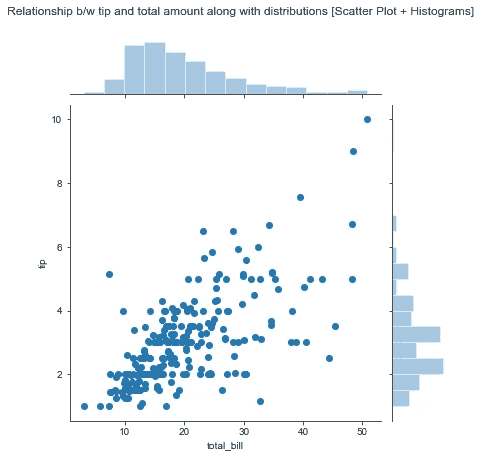 Relationship b/w tip and total amount along with distributions [Scatter Plot + Histograms]
10
8
6
tip
4
2
10 20 30 40 50
total_bill